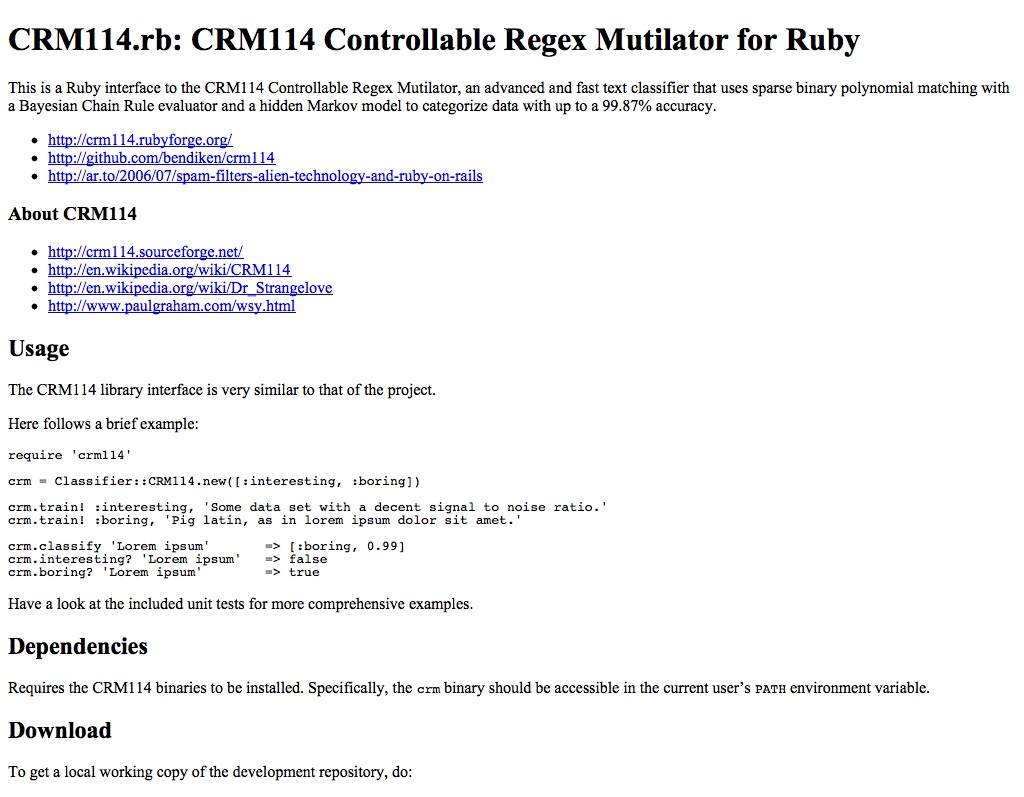 CRM114.rb: CRM114 Controllable Regex Mutilator for Ruby
This is a Ruby interface to the CRM114 Controllable Regex Mutilator, an advanced and fast text classifier that uses sparse binary polynomial matching with
a Bayesian Chain Rule evaluator and a hidden Markov model to categorize data with up to a 99.87% accuracy.
• http://crm114.rubyforge.org/
• http://github.com/bendiken/crm114
• http://ar.to/2006/07/spam-filters-alien-technology-and-ruby-on-rails
About CRM114
• http://crm114.sourceforge.net/
• http://en.wikipedia.org/wiki/CRM114
• http://en.wikipedia.org/wiki/Dr_Strangelove
• http://www.paulgraham.com/wsy.html
Usage
The CRM114 library interface is very similar to that of the project.
Here follows a brief example:
require 'crm114'
crm = Classifier::CRM114.new([:interesting, :boring])
crm.train! :interesting, 'Some data set with a decent signal to noise ratio.'
crm.train! :boring, 'Pig latin, as in lorem ipsum dolor sit amet.'
crm.classify 'Lorem ipsum' => [:boring, 0.99]
crm.interesting? 'Lorem ipsum' => false
crm.boring? 'Lorem ipsum' => true
Have a look at the included unit tests for more comprehensive examples.
Dependencies
Requires the CRM114 binaries to be installed. Specifically, the crm binary should be accessible in the current user’s PATH environment variable.
Download
To get a local working copy of the development repository, do: